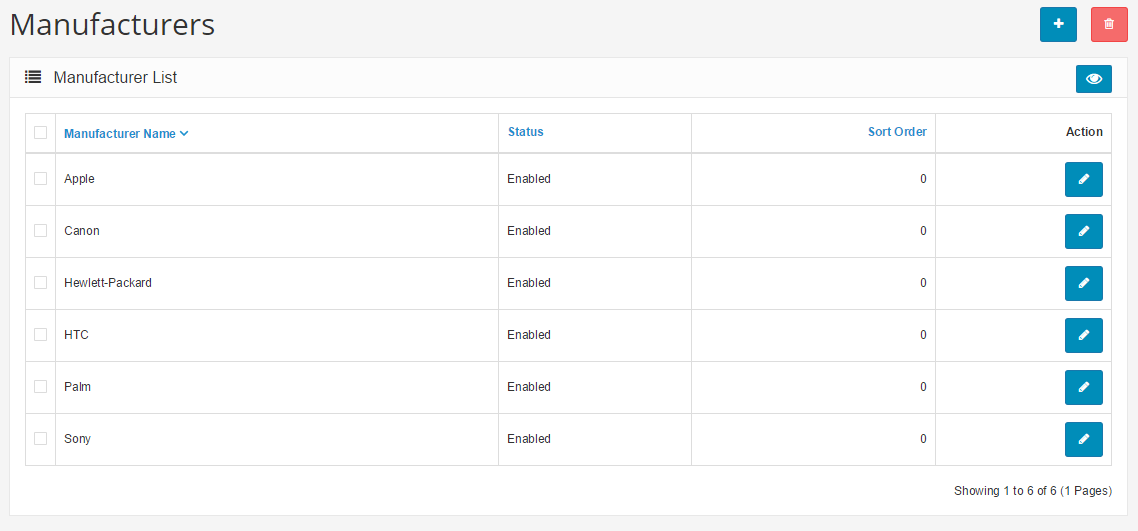 Manufacturers
Manufacturer List
Manufacturer Name Status Sort Order Action
Apple Enabled 0
Canon Enabled 0
Hewlett-Packard Enabled 0
HTC Enabled 0
Palm Enabled 0
Sony Enabled 0
Showing 1 to 6 of 6 (1 Pages)